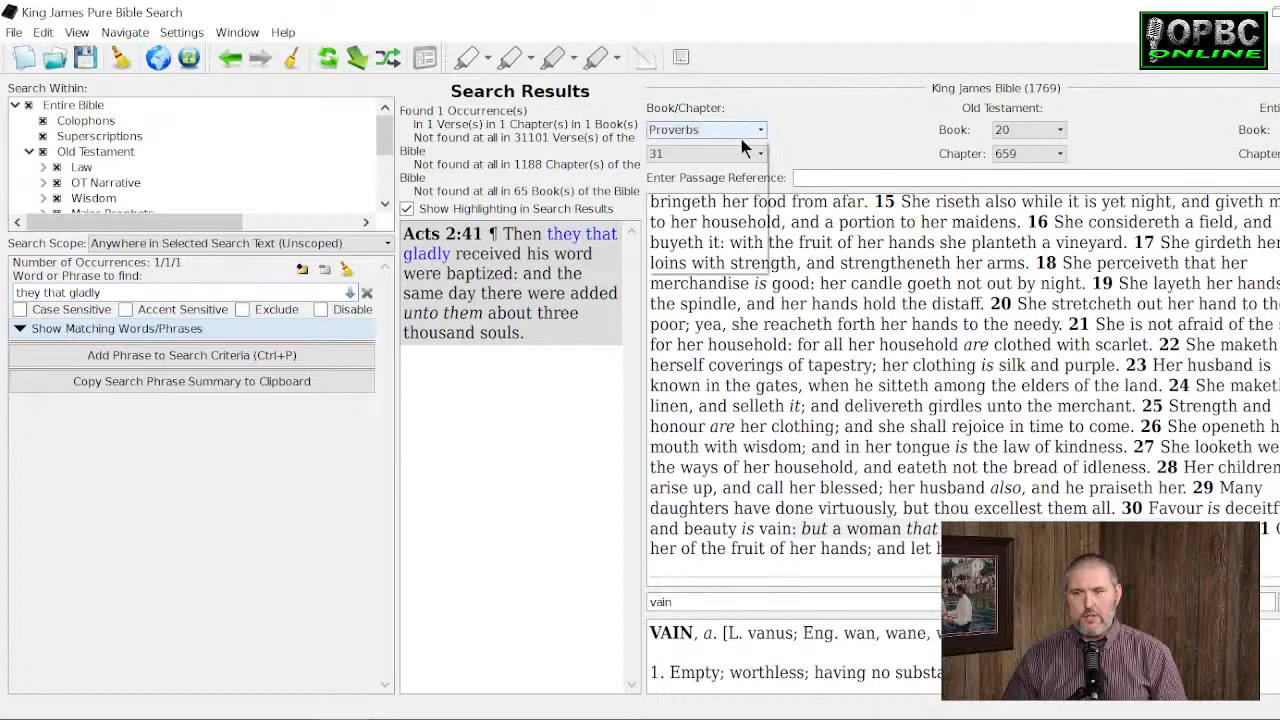 King James Pure Bible Search
File Edit View Navigate Settings Window Help
IOPBC
ONLINE
Search Within:
Entire Bible
Colophons
Superscriptions
Old Testament
Law
OT Narrative
Wisdom
Major Prophets
Search Scope: Anywhere in Selected Search Text (Unscoped)
Number of Occurrences: 1/1/1
Word or Phrase to find:
they that gladly
Case Sensitive Accent Sensitive Exclude Disable
Show Matching Words/Phrases
Add Phrase to Search Criteria (Ctrl+P)
Copy Search Phrase Summary to Clipboard
Search Results
Found 1 Occurrence(s)
in 1 Verse(s) in 1 Chapter(s) in 1 Book(s)
Not found at all in 31101 Verse(s) of the
Bible
Not found at all in 1188 Chapter(s) of the
Bible
Not found at all in 65 Book(s) of the Bible
Show Highlighting in Search Results
Acts 2:41 ¶ Then they that
gladly received his word
were baptized: and the
same day there were added
unto them about three
thousand souls.
King James Bible (1769)
Book/Chapter: Old Testament:
Proverbs Book: 20 Book:
31 Chapter: 659
Enter Passage Reference:
bringeth her food from afar. 15 She riseth also while it is yet night, and giveth
to her household, and a portion to her maidens. 16 She considereth a field, and
buyeth it: with the fruit of her hands she planteth a vineyard. 17 She girdeth
loins with strength, and strengtheneth her arms. 18 She perceiveth that her
merchandise is good: her candle goeth not out by night. 19 She layeth her hands
the spindle, and her hands hold the distaff. 20 She stretcheth out her hand to the
poor; yea, she reacheth forth her hands to the needy. 21 She is not afraid of the
for her household: for all her household are clothed with scarlet. 22 She maketh
herself coverings of tapestry; her clothing is silk and purple. 23 Her husband is
known in the gates, when he sitteth among the elders of the land. 24 She
linen, and selleth it; and delivereth girdles unto the merchant. 25 Strength and
honour are her clothing; and she shall rejoice in time to come. 26 She openeth
mouth with wisdom; and in her tongue is the law of kindness. 27 She looketh
the ways of her household, and eateth not the bread of idleness. 28 Her
arise up, and call her blessed; her husband also, and he praiseth her. 29 Many
daughters have done virtuously, but thou excellest them all. 30 Favour is
and beauty is vain: but a woman that
her of the fruit of her hands; and let
vain
VAIN, a. [L. vanus; Eng. wan, wane,
1. Empty; worthless; having no